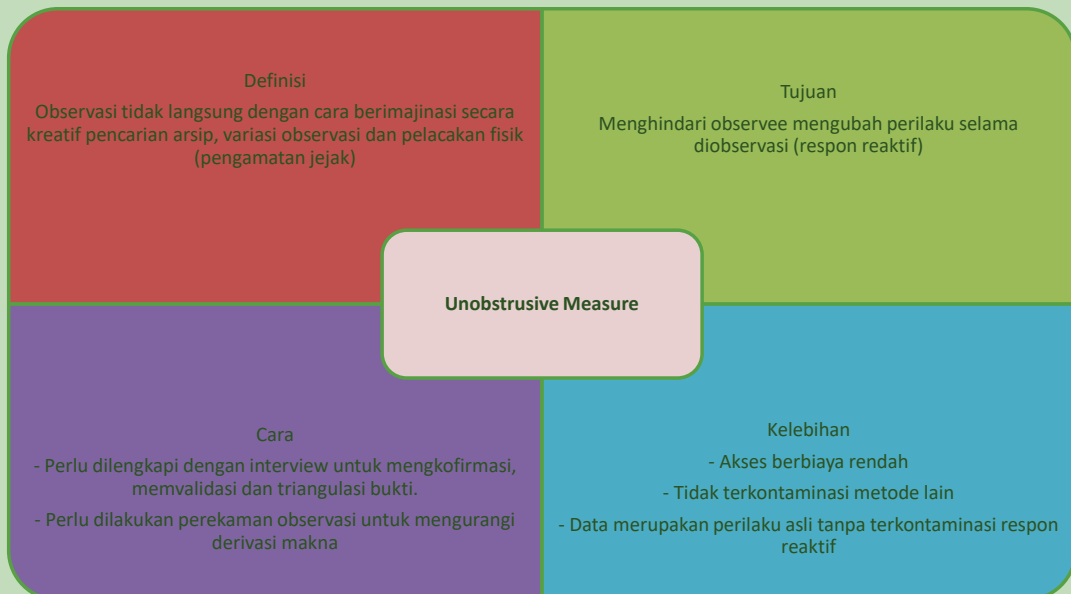 Definisi
Observasi tidak langsung dengan cara berimajinasi secara
kreatif pencarian arsip, variasi observasi dan pelacakan fisik
(pengamatan jejak)
Tujuan
Menghindari observee mengubah perilaku selama
diobservasi (respon reaktif)
Unobstrusive Measure
Cara
- Perlu dilengkapi dengan interview untuk mengkofirmasi,
memvalidasi dan triangulasi bukti.
- Perlu dilakukan perekaman observasi untuk mengurangi
derivasi makna
Kelebihan
- Akses berbiaya rendah
- Tidak terkontaminasi metode lain
- Data merupakan perilaku asli tanpa terkontaminasi respon
reaktif